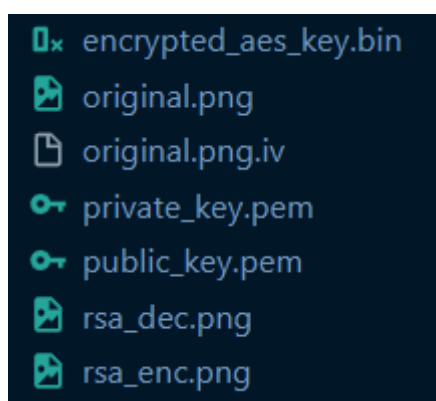 encrypted_aes_key.bin
original.png
original.png.iv
private_key.pem
public_key.pem
rsa_dec.png
rsa_enc.png